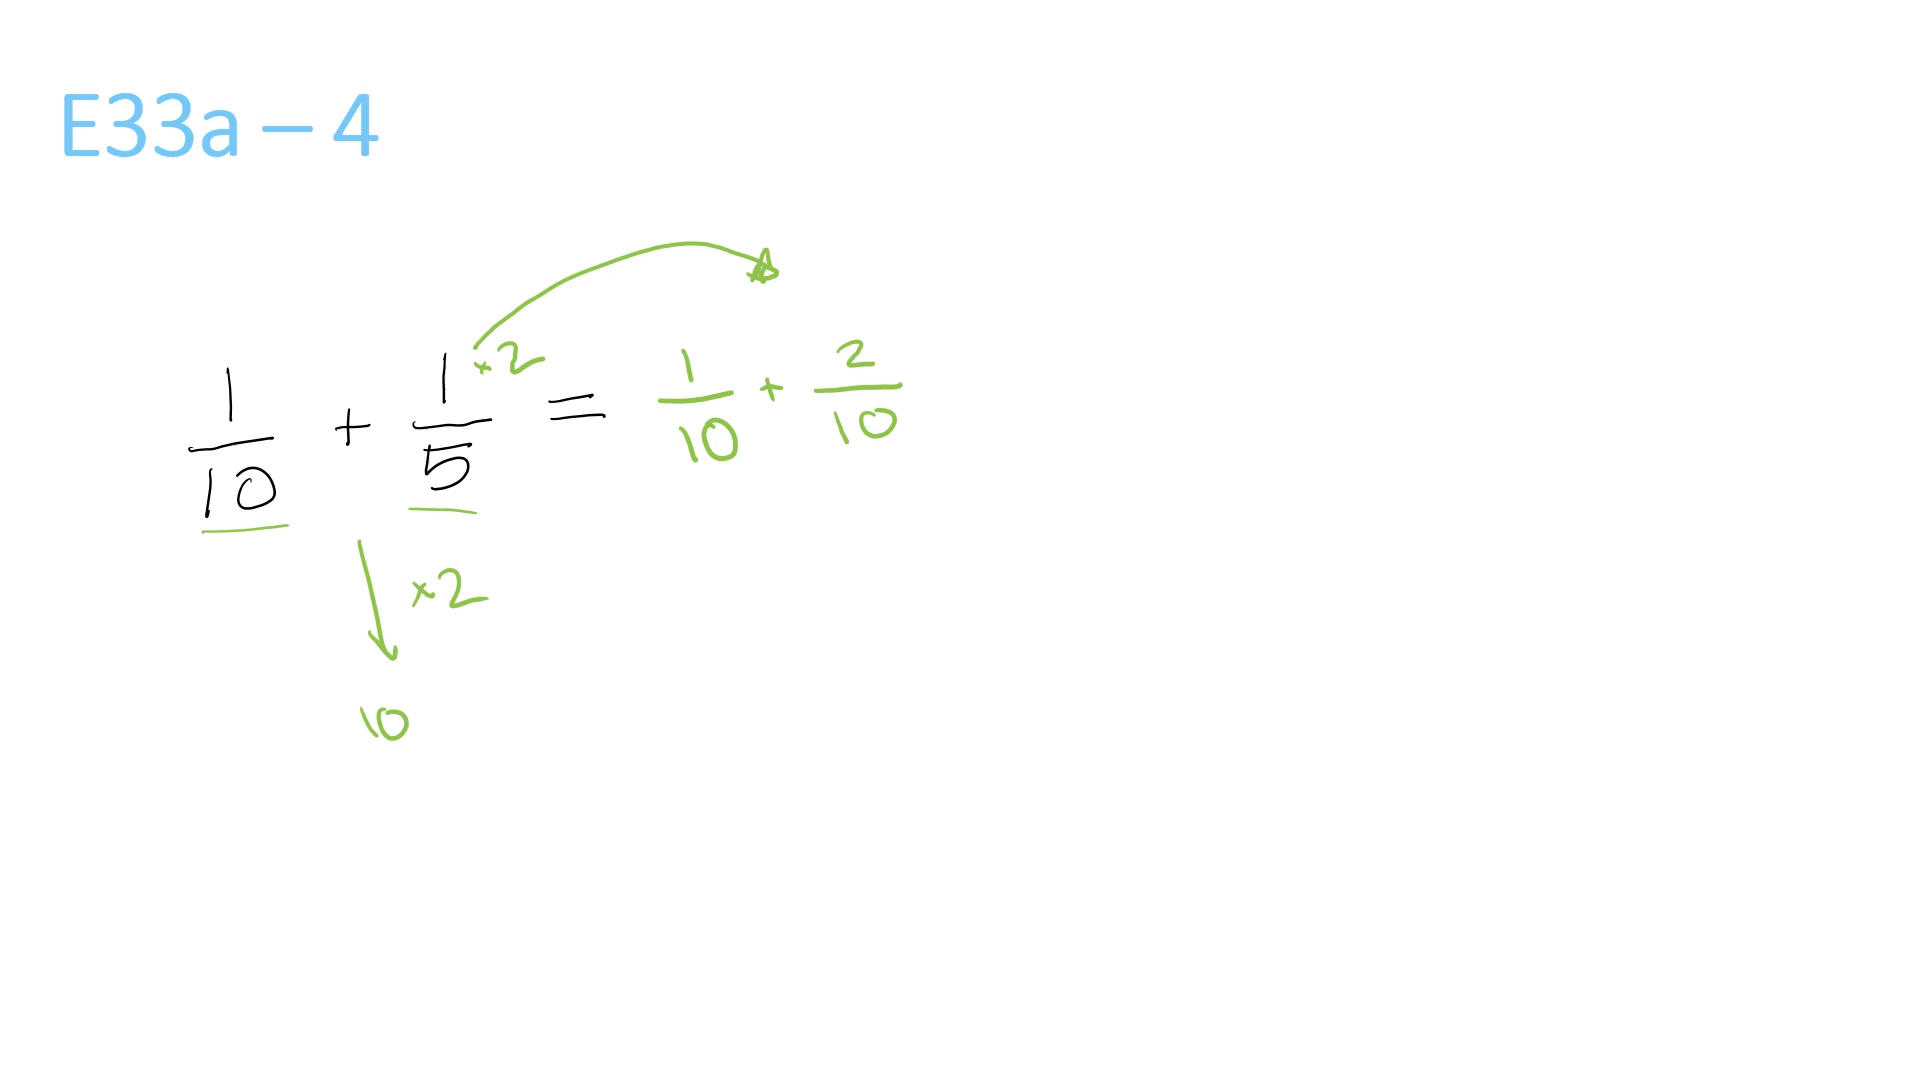 E33a – 4
1/10 + 1/5 ×2 = 1/10 + 2/10
×2
10